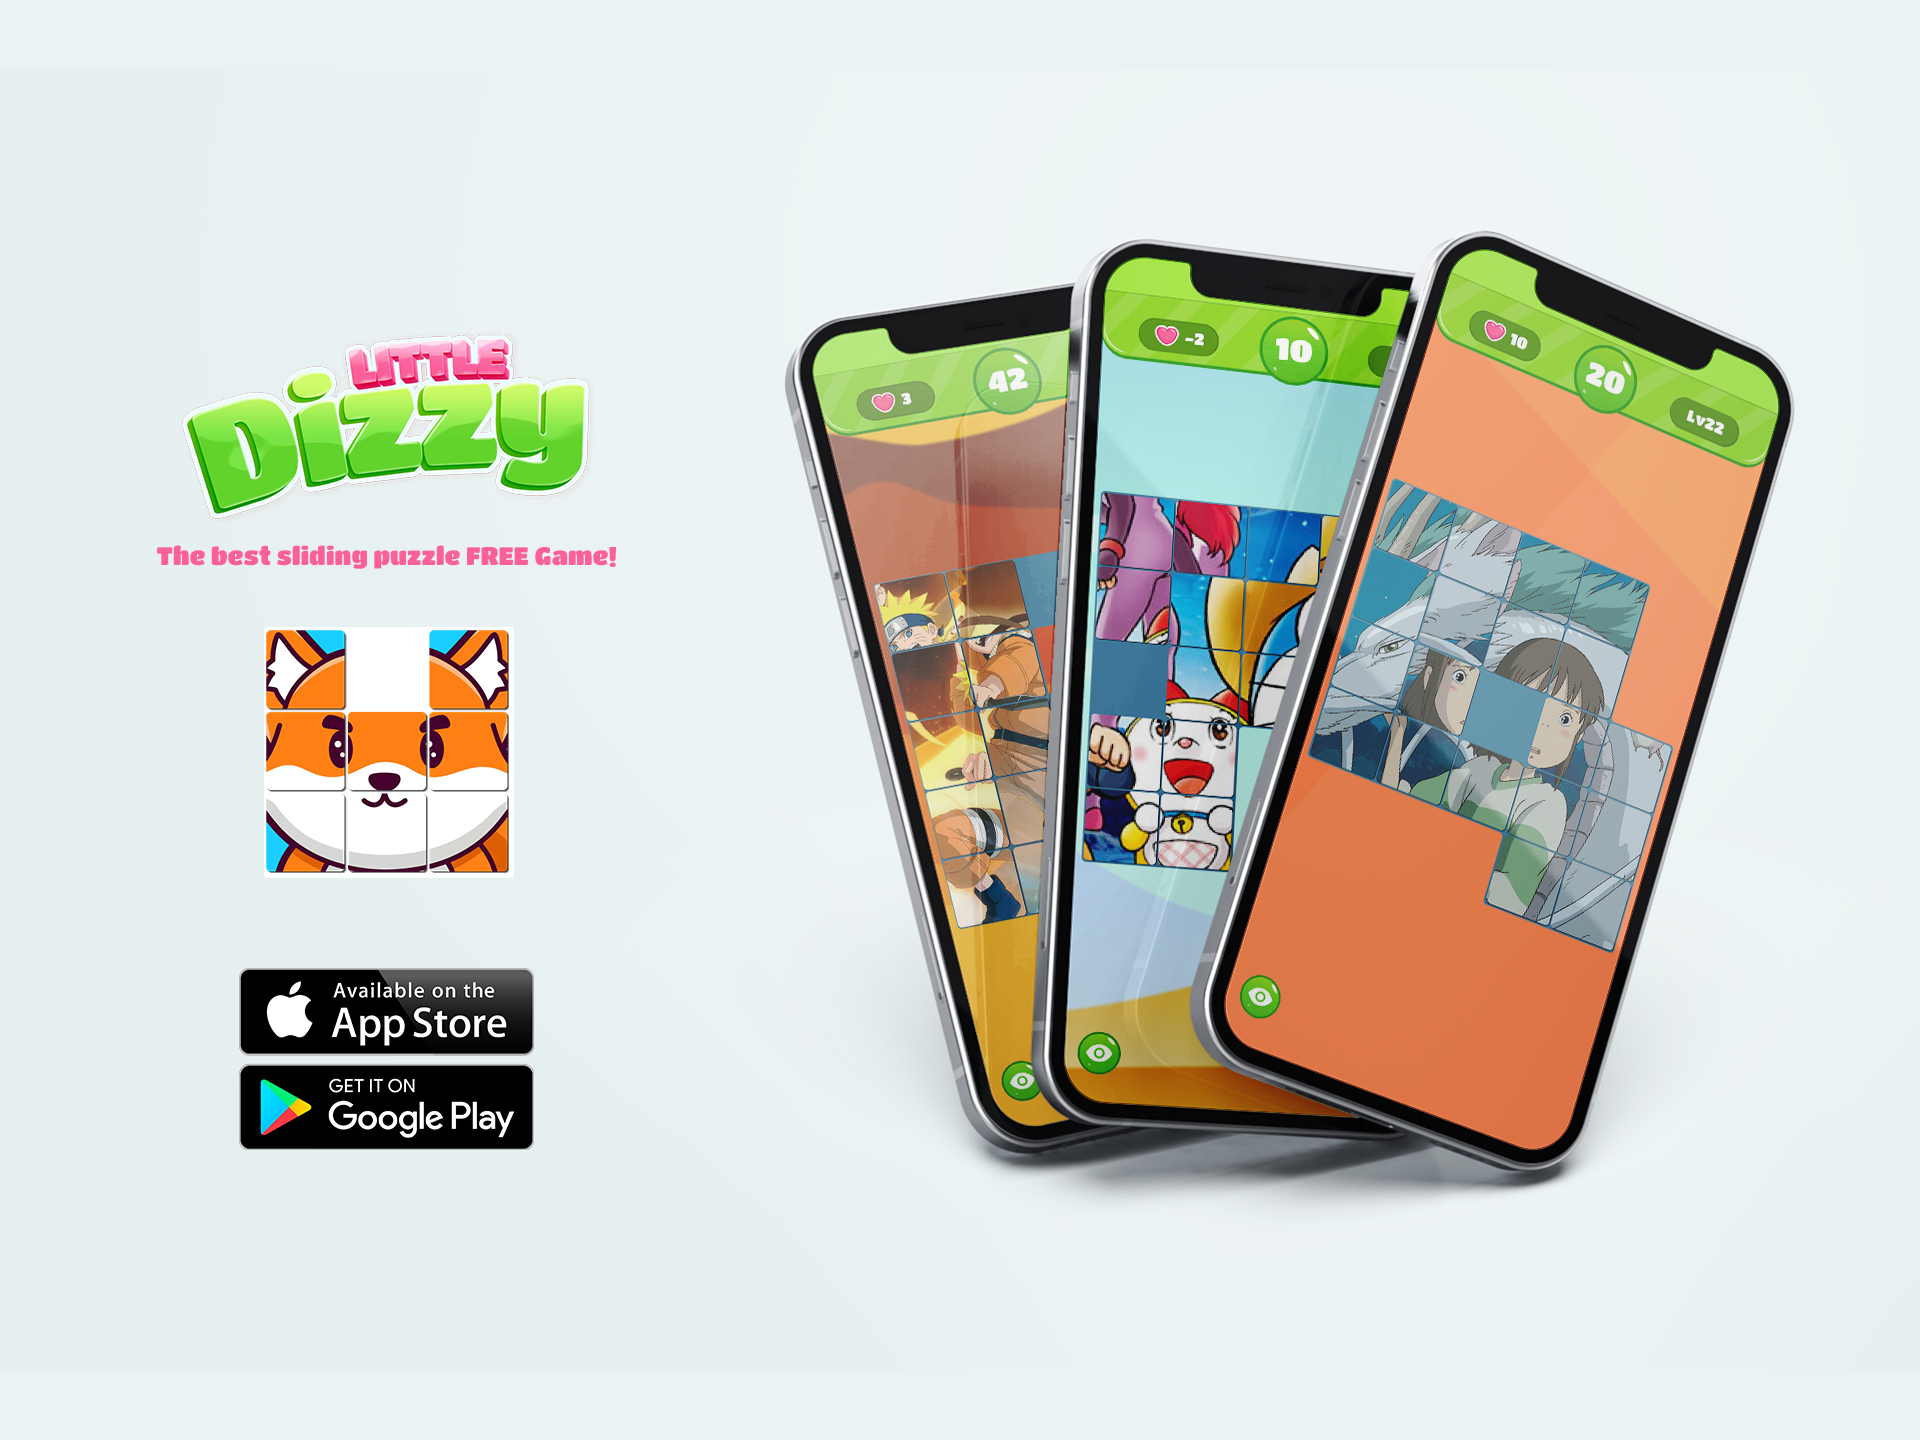 LITTLE
Dizzy
The best sliding puzzle FREE Game!
Available on the
App Store
GET IT ON
Google Play
3
42
-2
10
10
20
Lv22